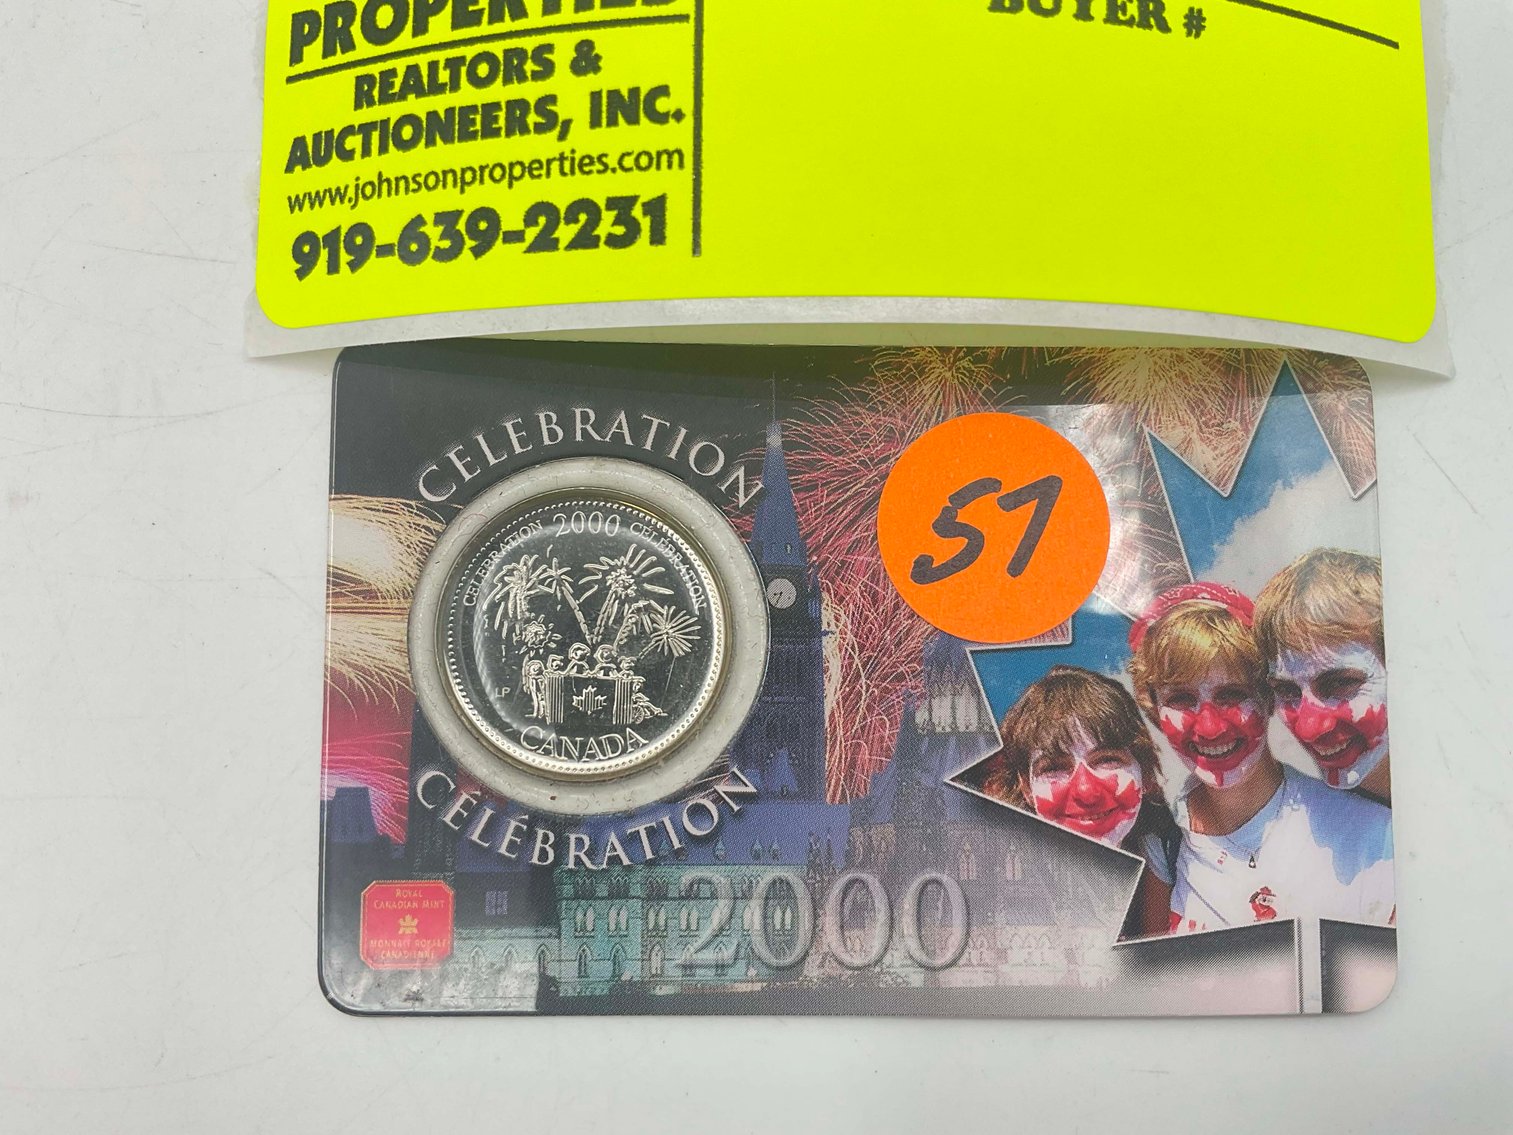 PROPERTIES
REALTORS &
AUCTIONEERS, INC.
www.johnsonproperties.com
919-639-2231
BUYER #
CELEBRATION
57
CELEBRATION 2000 CÉLÉBRATION
LP
CANADA
CÉLÉBRATION
2000
ROYAL
CANADIAN MINT
MONNAIE ROYALE
CANADIENNE